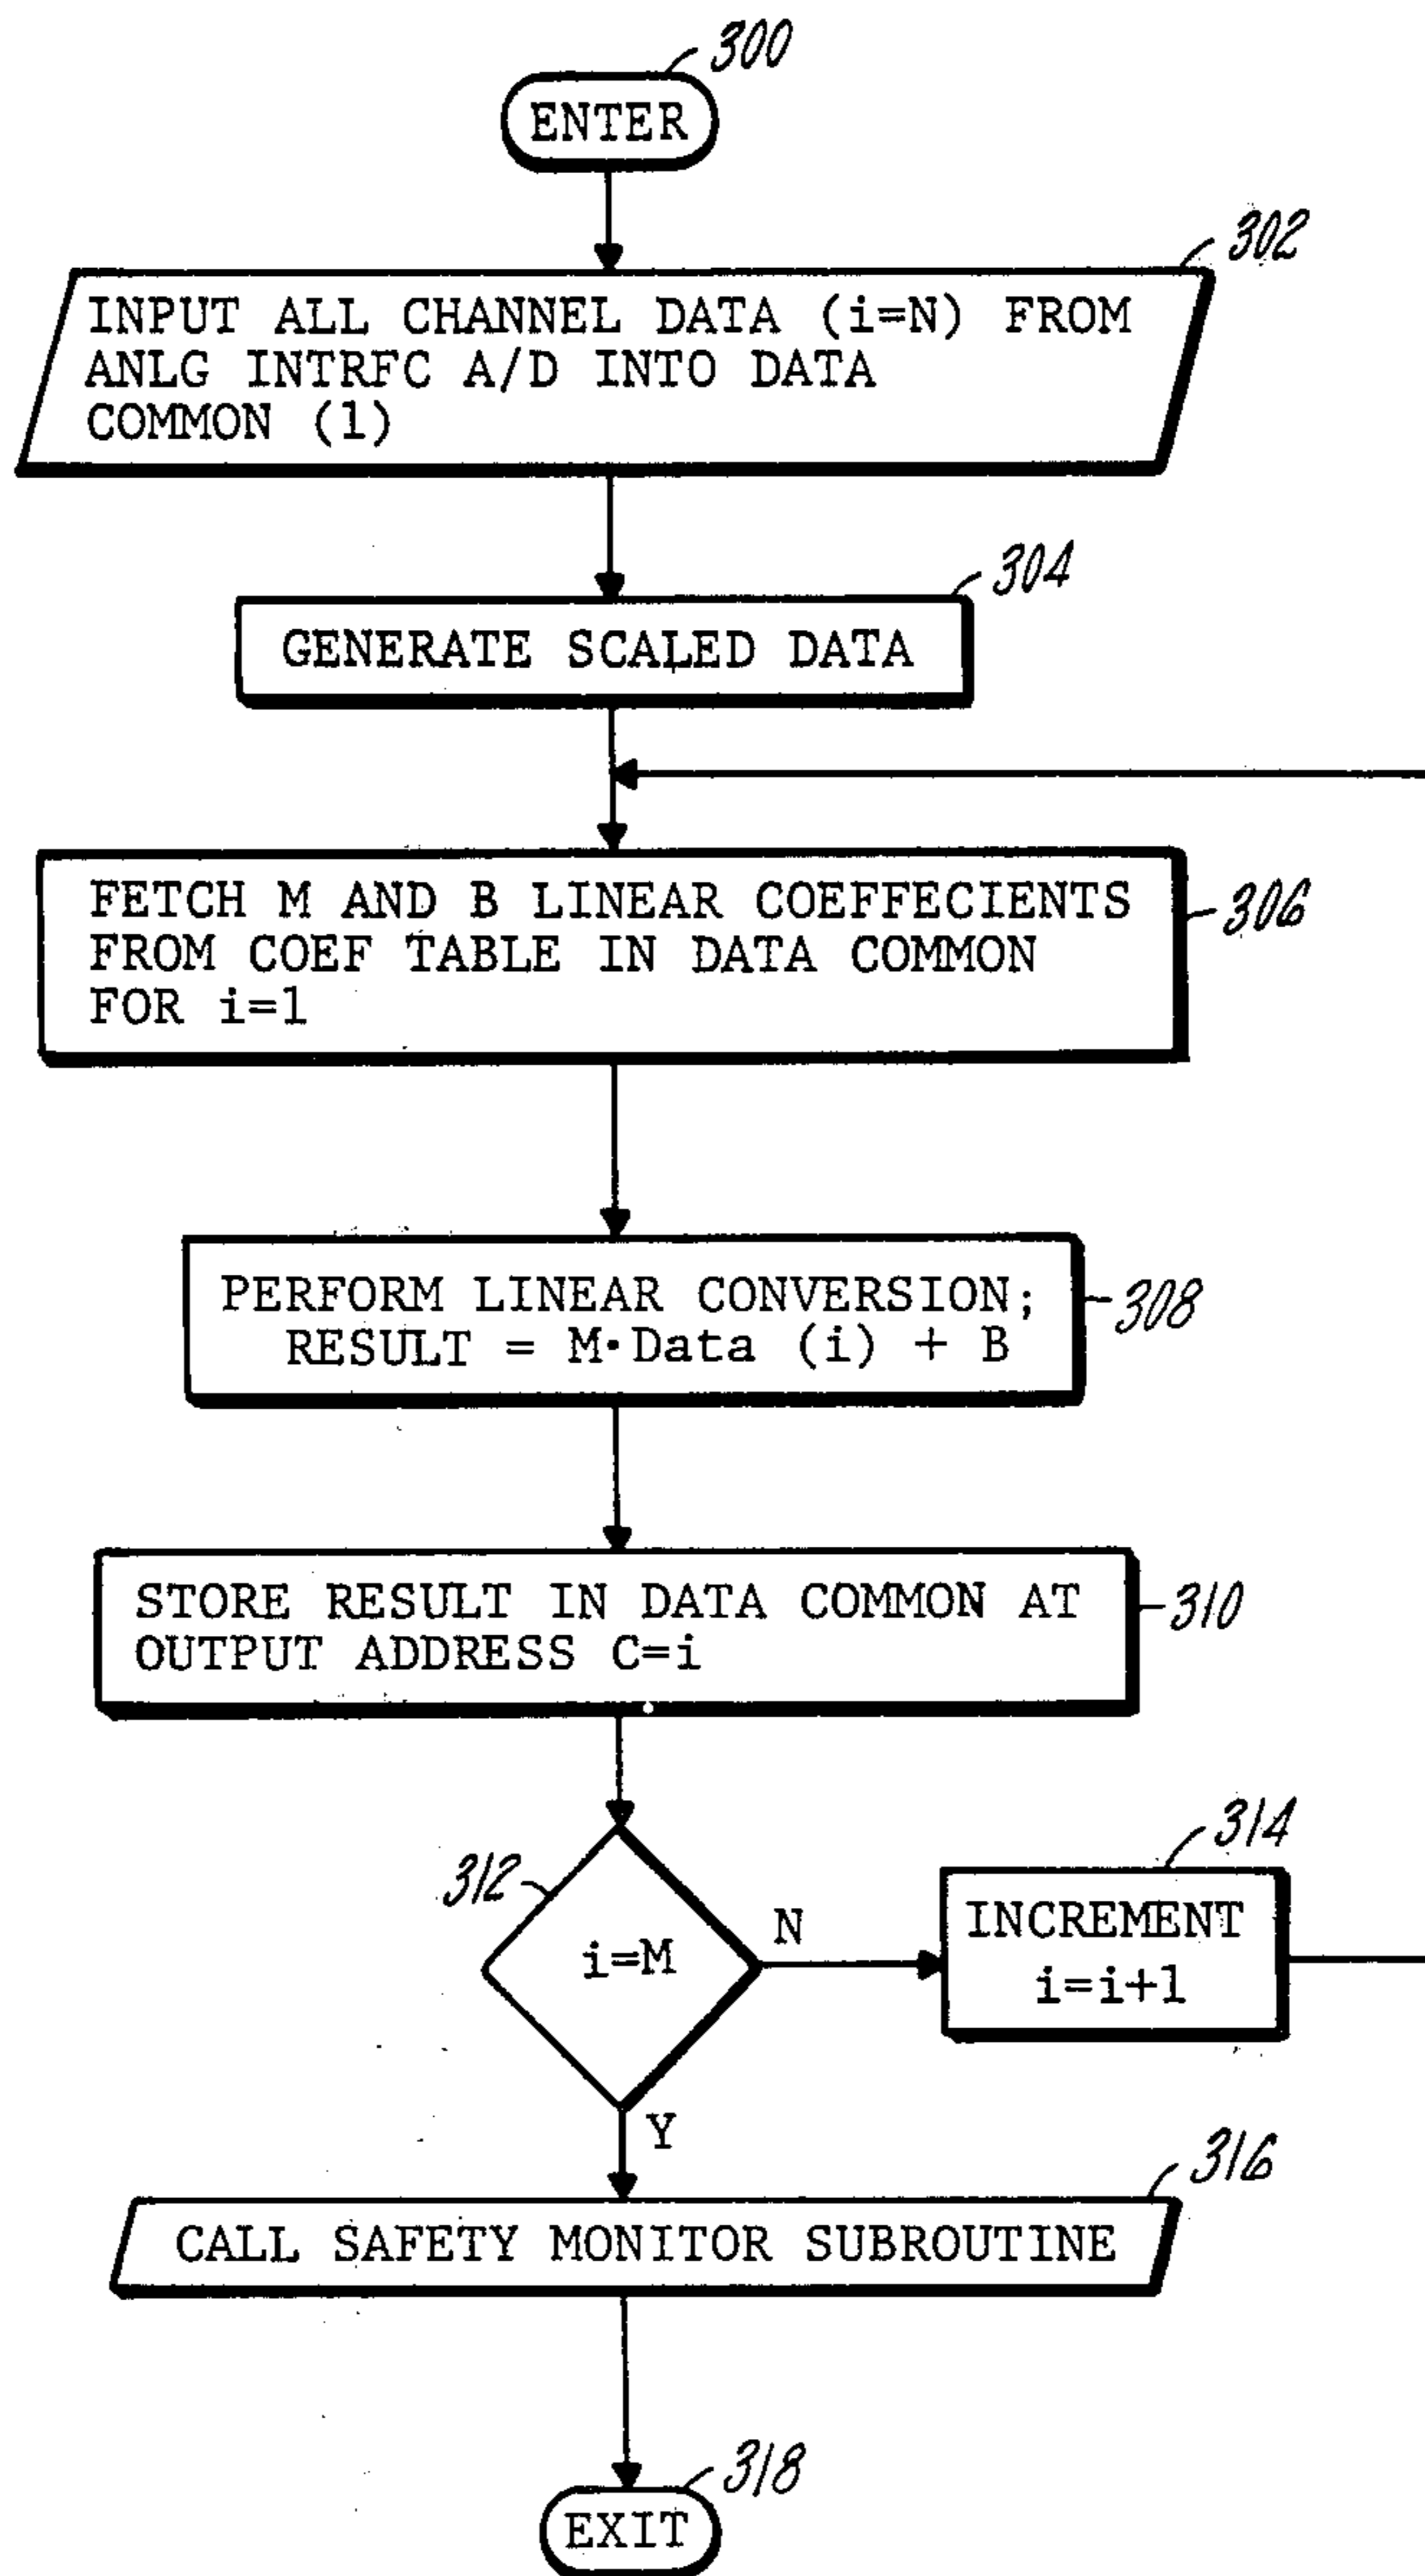 300
ENTER
302
INPUT ALL CHANNEL DATA (i=N) FROM
ANLG INTRFC A/D INTO DATA
COMMON (1)
304
GENERATE SCALED DATA
FETCH M AND B LINEAR COEFFECIENTS
FROM COEF TABLE IN DATA COMMON
FOR i=1
306
PERFORM LINEAR CONVERSION;
RESULT = M·Data (i) + B
308
STORE RESULT IN DATA COMMON AT
OUTPUT ADDRESS C=i
310
312
i=M
N
314
INCREMENT
i=i+1
Y
316
CALL SAFETY MONITOR SUBROUTINE
318
EXIT